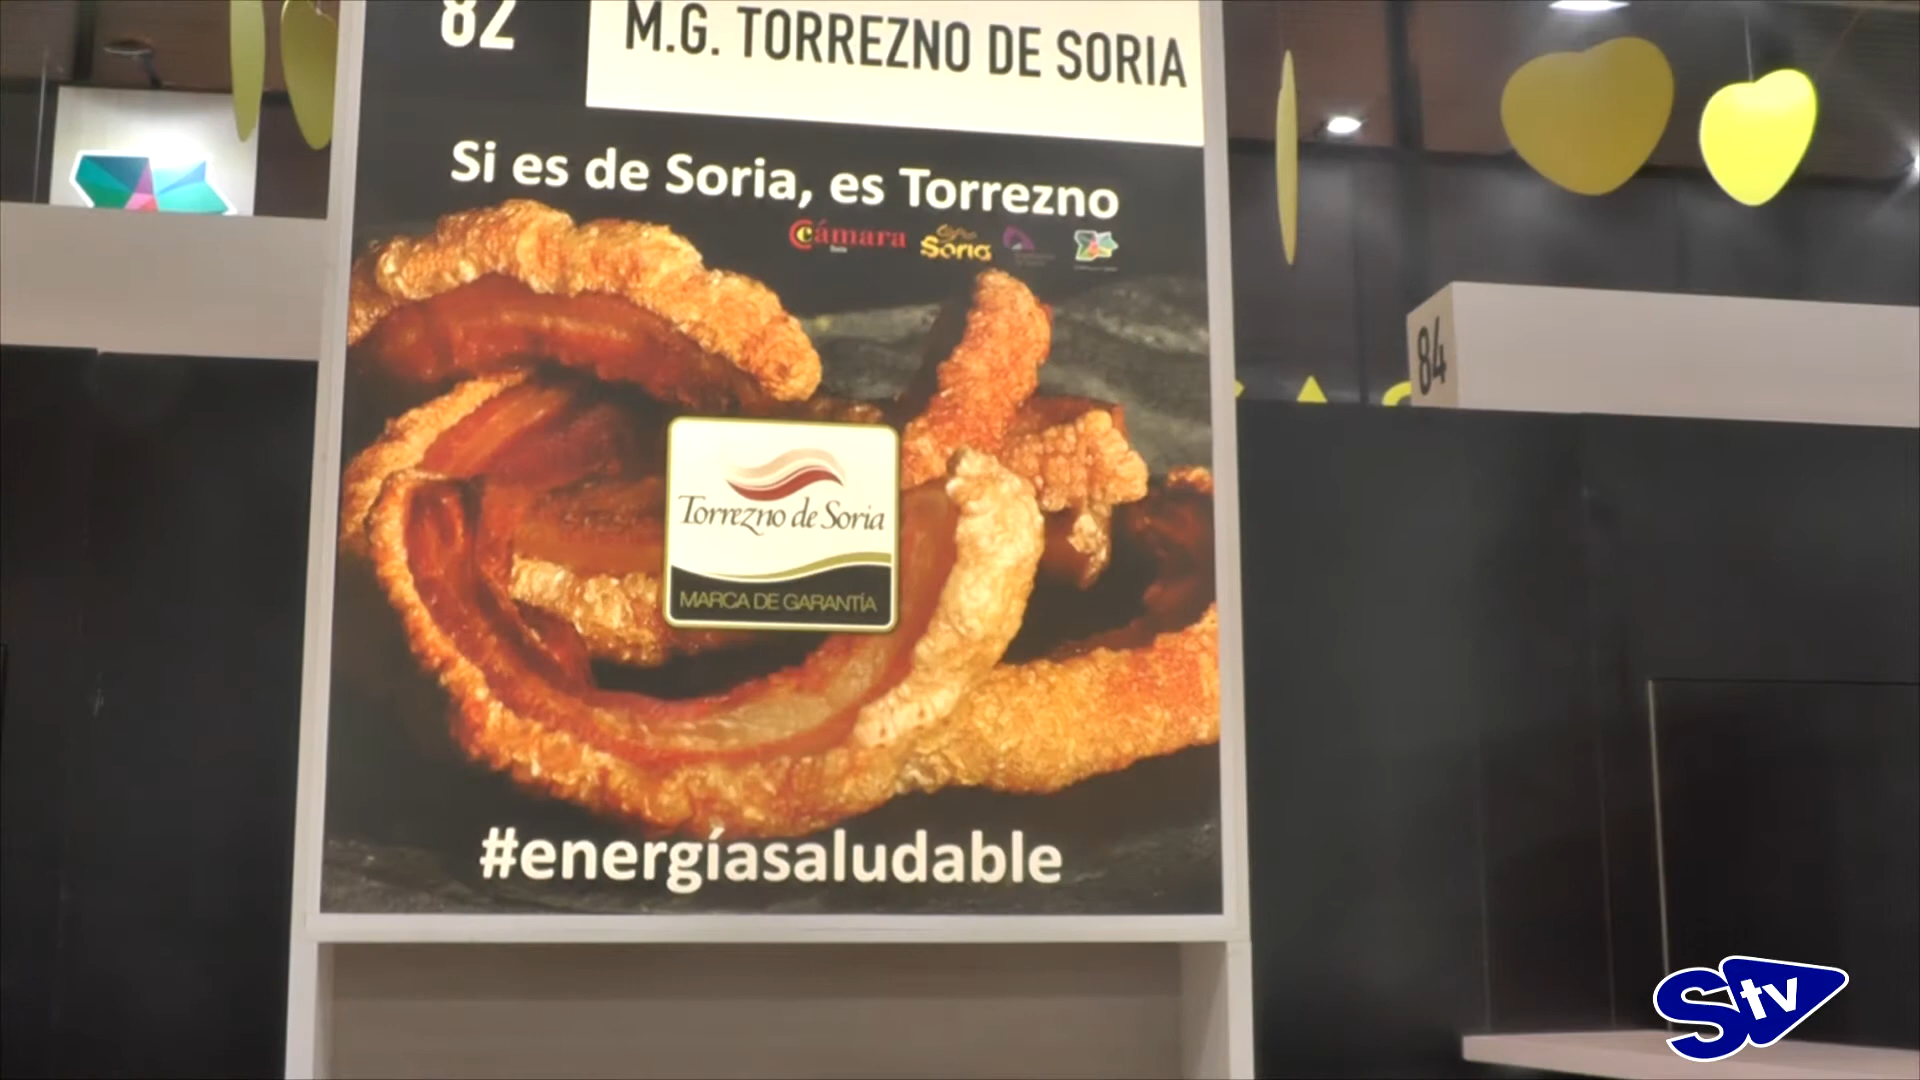 82
M.G. TORREZNO DE SORIA
Si es de Soria, es Torrezno
Cámara
Soria
Torrezno de Soria
MARCA DE GARANTÍA
#energíasaludable
84
Stv